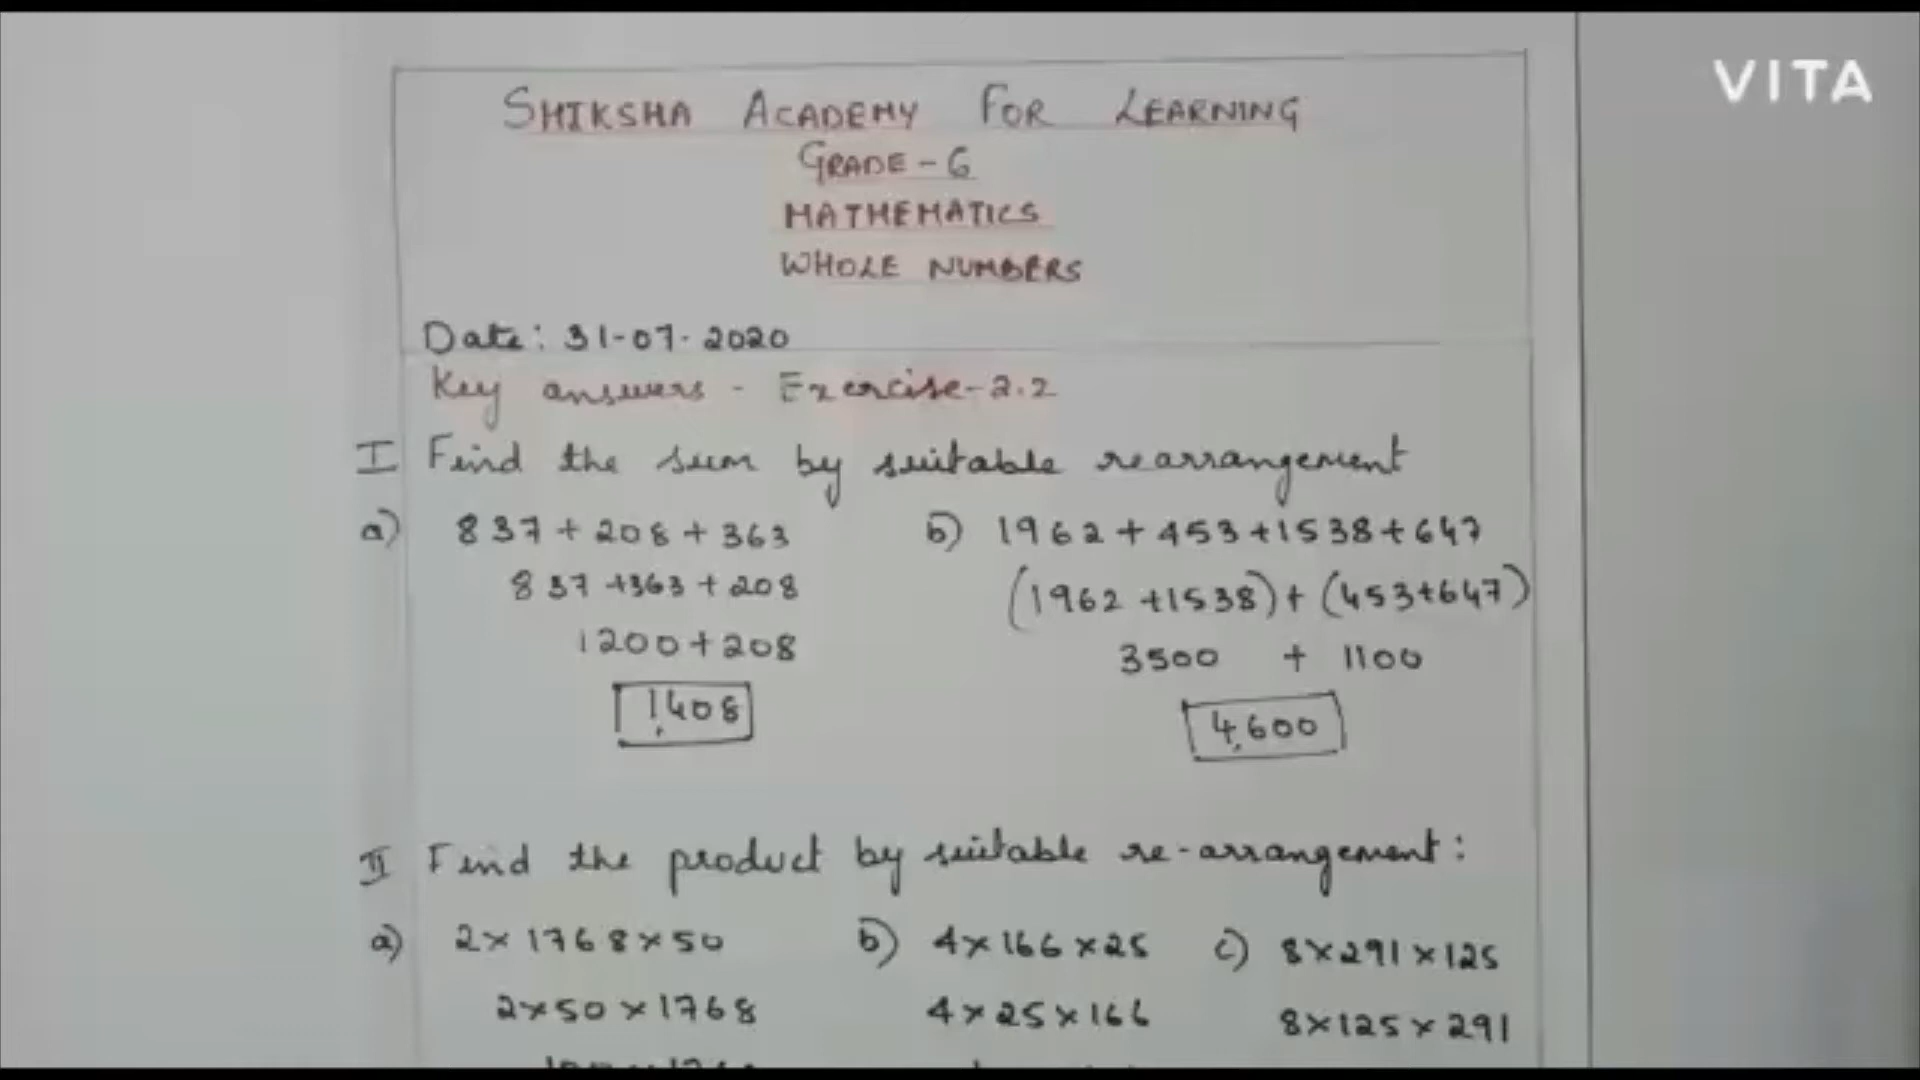 SHIKSHA ACADEMY FOR LEARNING
VITA
GRADE - 6
MATHEMATICS
WHOLE NUMBERS
Date: 31-07-2020
Key answers - Exercise-2.2
I Find the sum by suitable rearrangement
a) 837 + 208 + 363 b) 1962 + 453 + 1538 + 647
837 + 363 + 208 (1962 + 1538) + (453 + 647)
1200 + 208 3500 + 1100
1,408 4,600
II Find the product by suitable re-arrangement:
a) 2 × 1768 × 50 b) 4 × 166 × 25 c) 8 × 291 × 125
2 × 50 × 1768 4 × 25 × 166 8 × 125 × 291